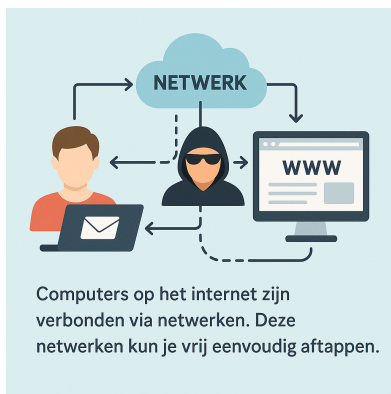 NETWERK
WWW
Computers op het internet zijn
verbonden via netwerken. Deze
netwerken kun je vrij eenvoudig aftappen.